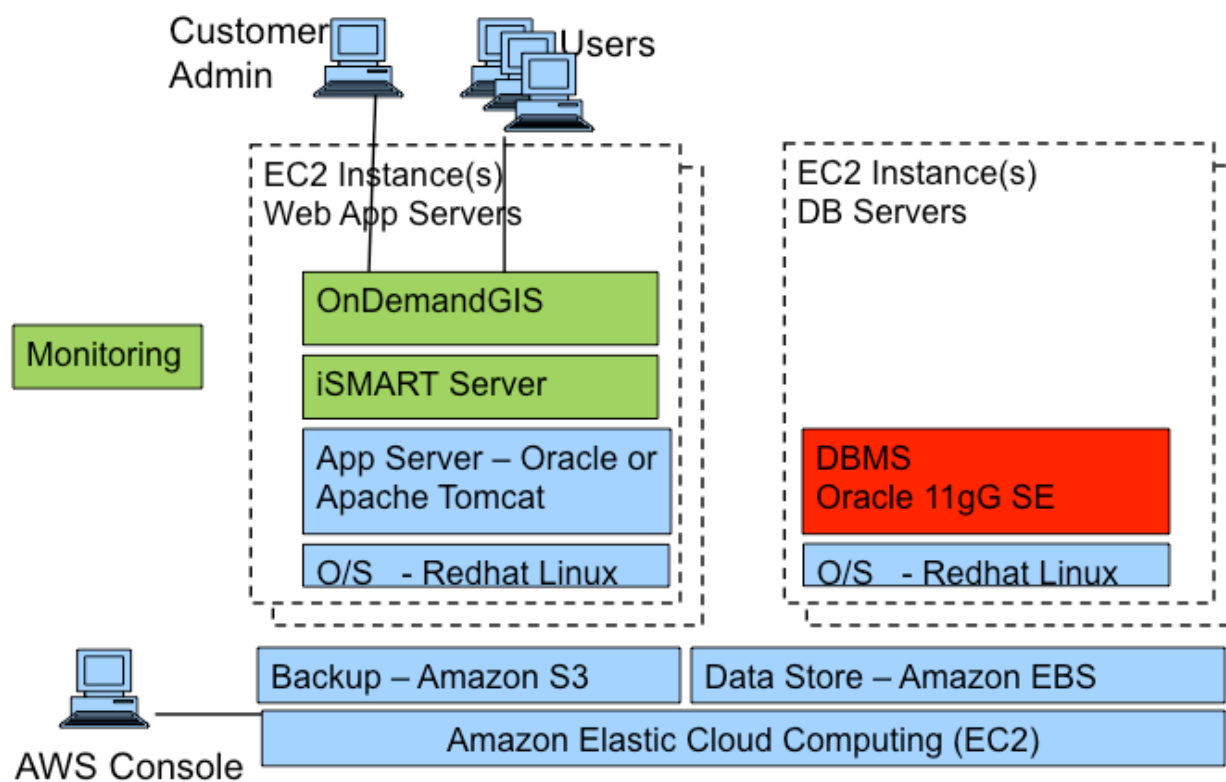 Customer
Admin
Users
EC2 Instance(s)
Web App Servers
EC2 Instance(s)
DB Servers
OnDemandGIS
Monitoring
iSMART Server
App Server – Oracle or
Apache Tomcat
DBMS
Oracle 11gG SE
O/S - Redhat Linux
O/S - Redhat Linux
Backup – Amazon S3
Data Store – Amazon EBS
Amazon Elastic Cloud Computing (EC2)
AWS Console